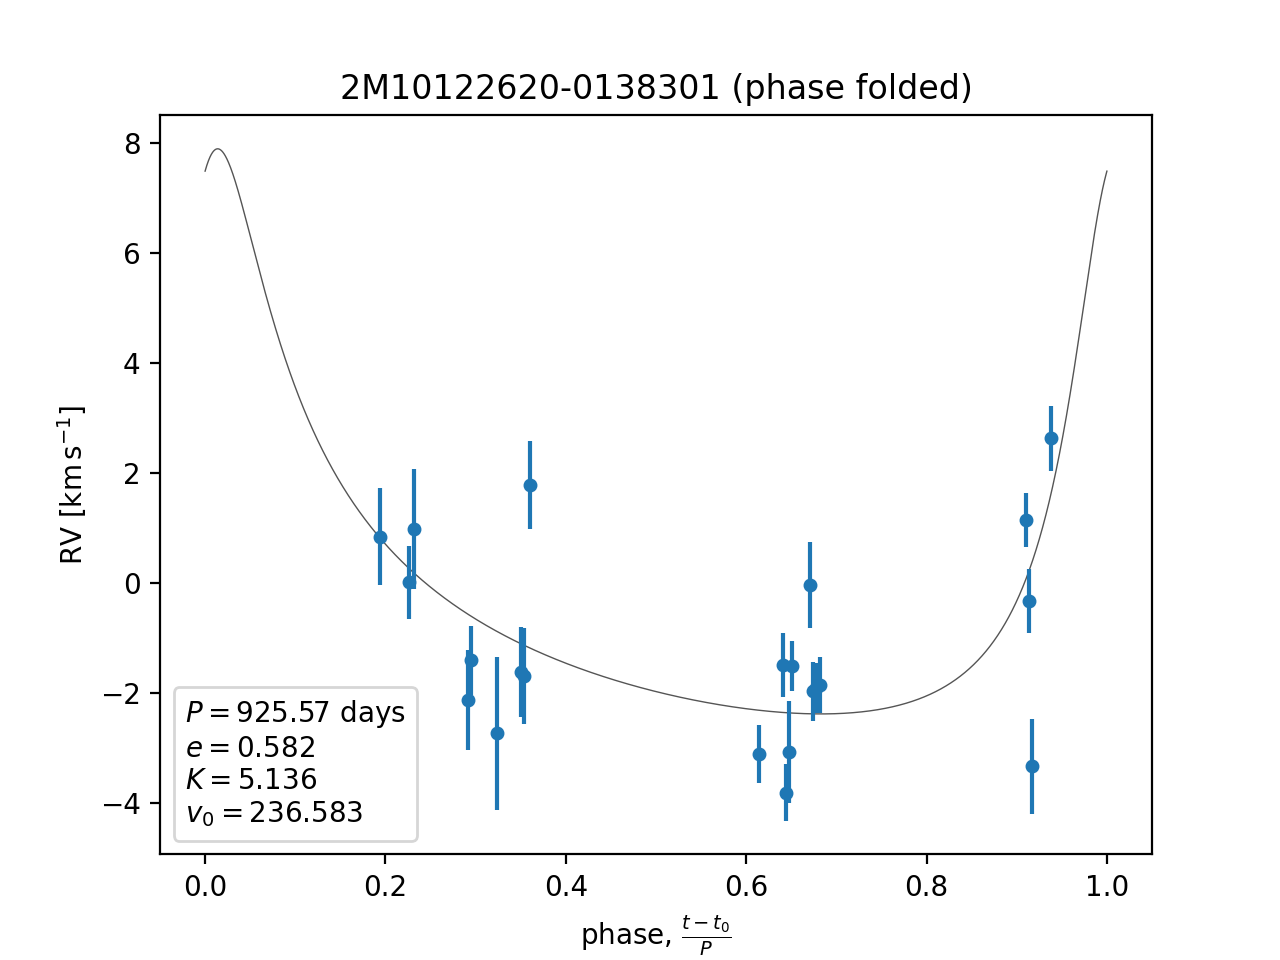 2M10122620-0138301 (phase folded)
8
6
4
2
0
−2
−4
RV [km s⁻¹]
P = 925.57 days
e = 0.582
K = 5.136
v₀ = 236.583
0.0 0.2 0.4 0.6 0.8 1.0
phase, (t − t₀)/P